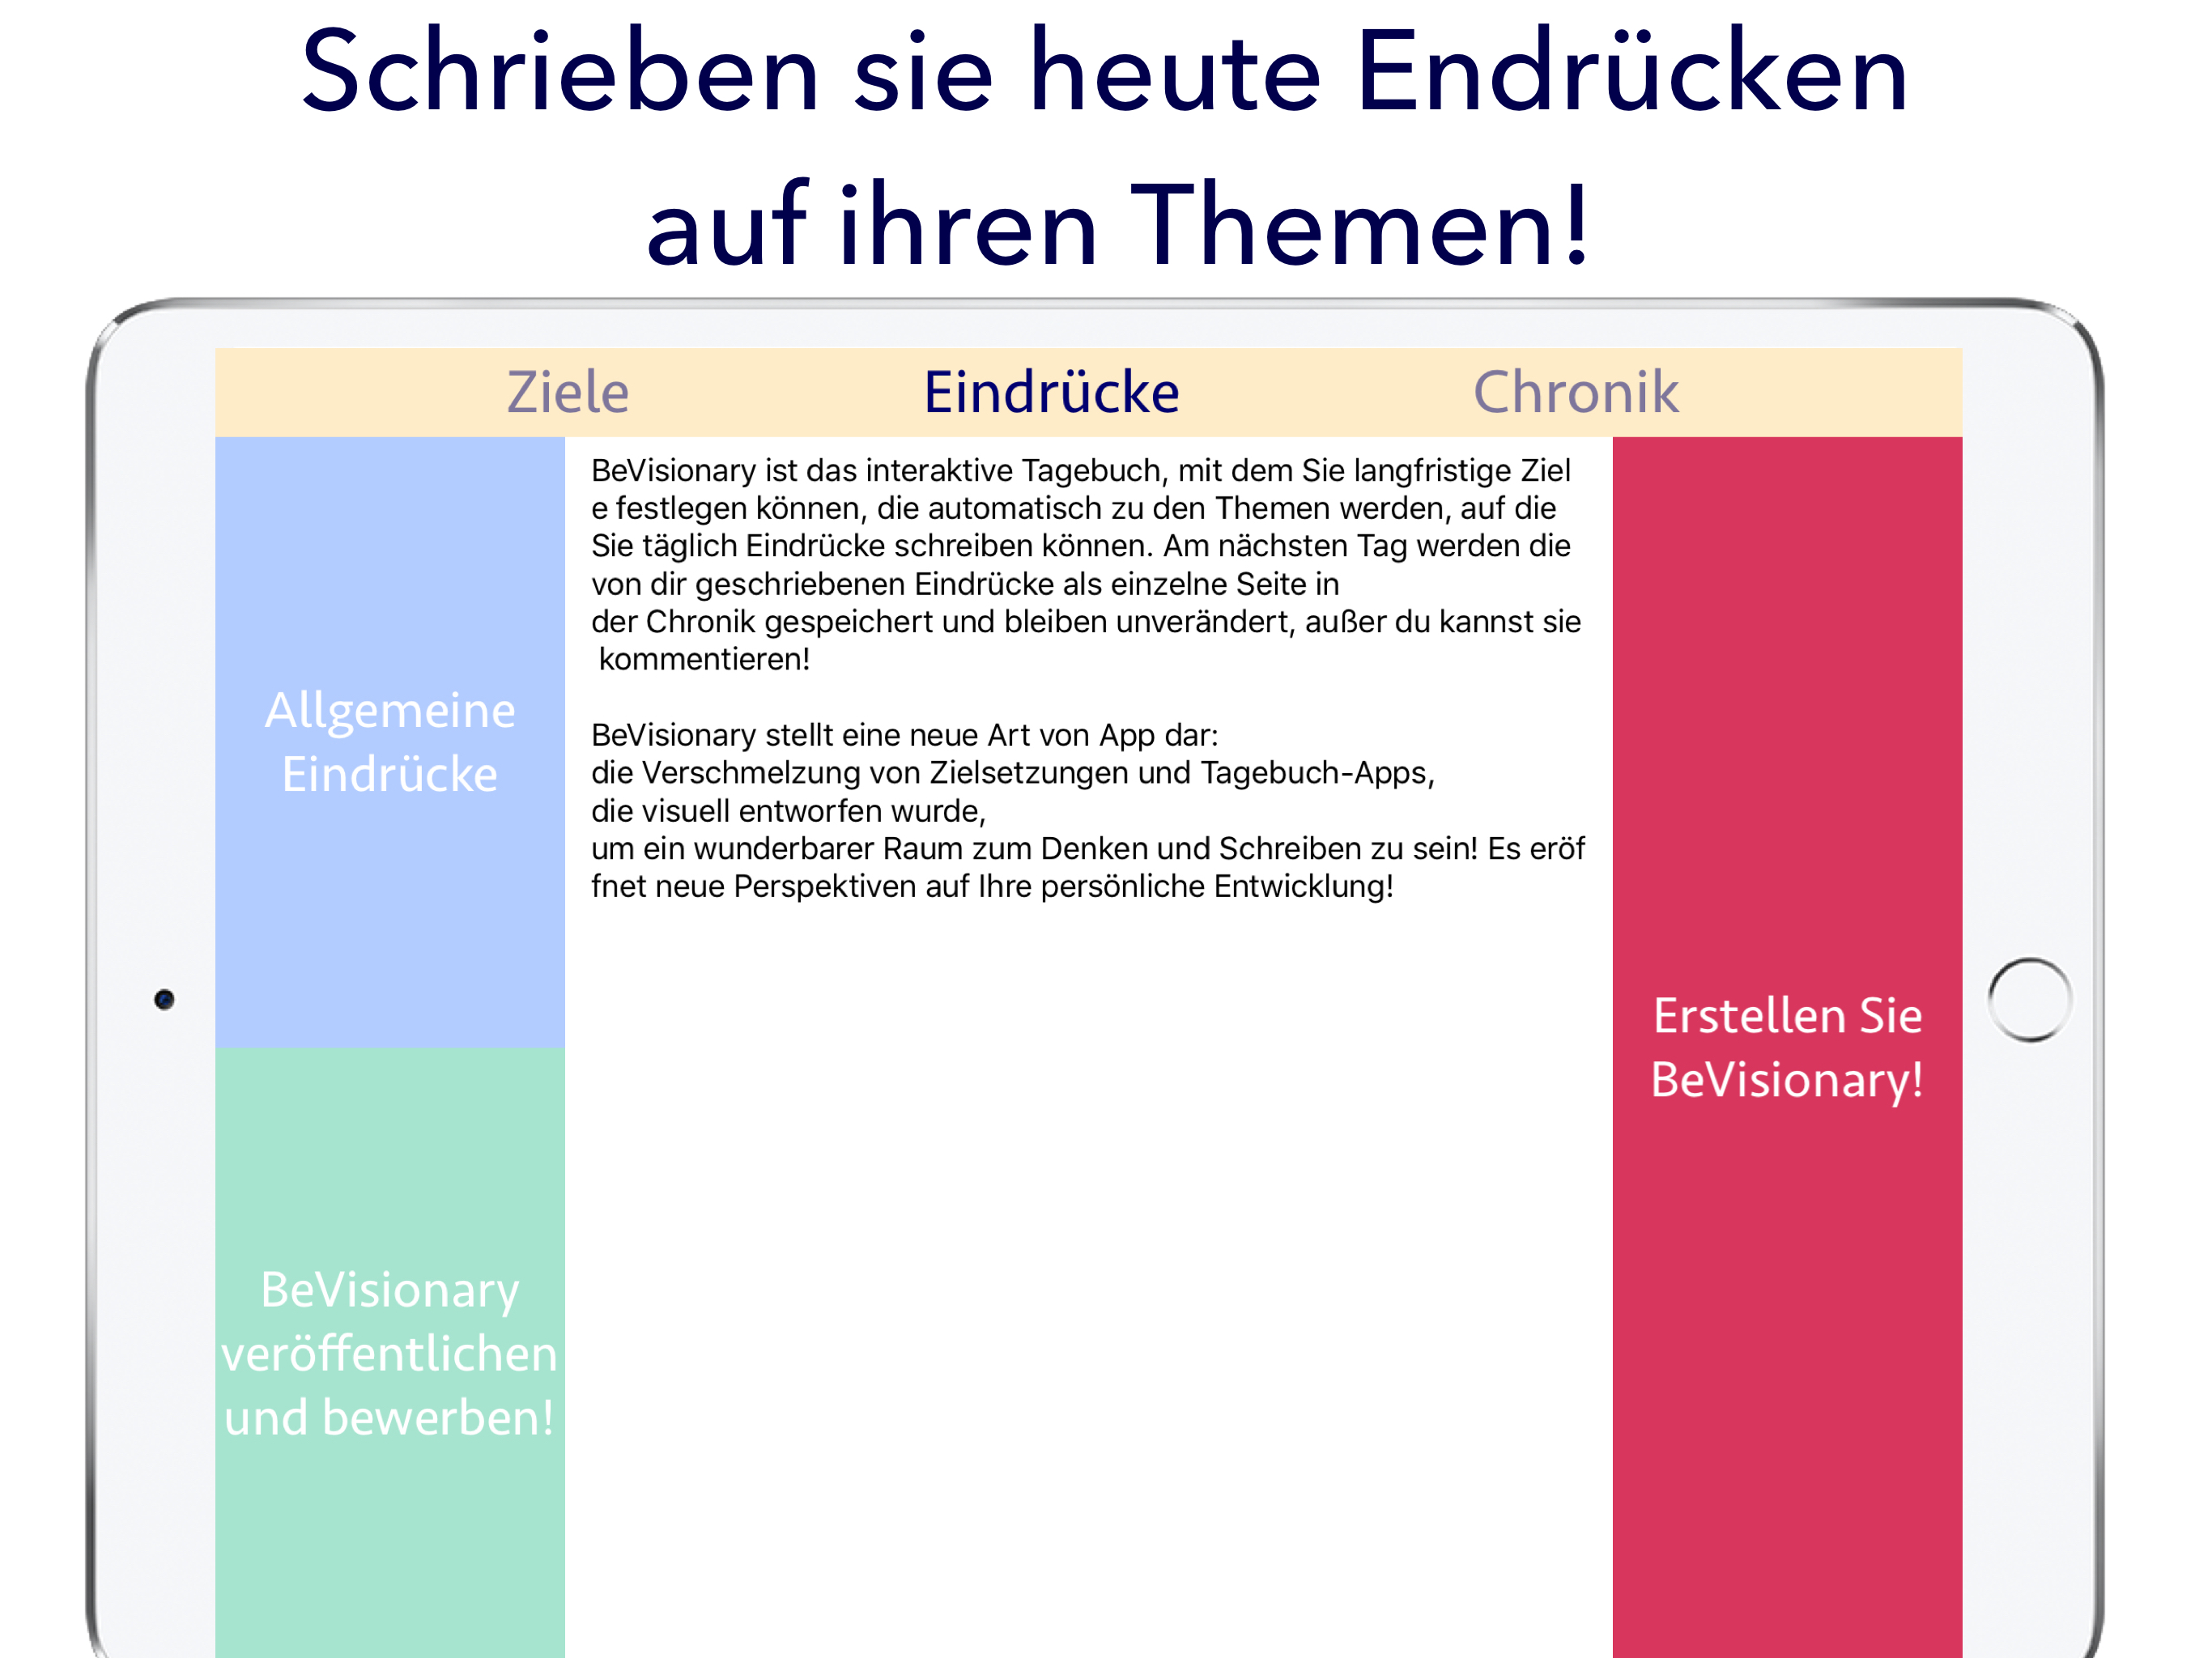 Schrieben sie heute Endrücken
auf ihren Themen!
Ziele
Eindrücke
Chronik
Allgemeine
Eindrücke
BeVisionary
veröffentlichen
und bewerben!
BeVisionary ist das interaktive Tagebuch, mit dem Sie langfristige Ziel
e festlegen können, die automatisch zu den Themen werden, auf die
Sie täglich Eindrücke schreiben können. Am nächsten Tag werden die
von dir geschriebenen Eindrücke als einzelne Seite in
der Chronik gespeichert und bleiben unverändert, außer du kannst sie
kommentieren!
BeVisionary stellt eine neue Art von App dar:
die Verschmelzung von Zielsetzungen und Tagebuch-Apps,
die visuell entworfen wurde,
um ein wunderbarer Raum zum Denken und Schreiben zu sein! Es eröf
fnet neue Perspektiven auf Ihre persönliche Entwicklung!
Erstellen Sie
BeVisionary!